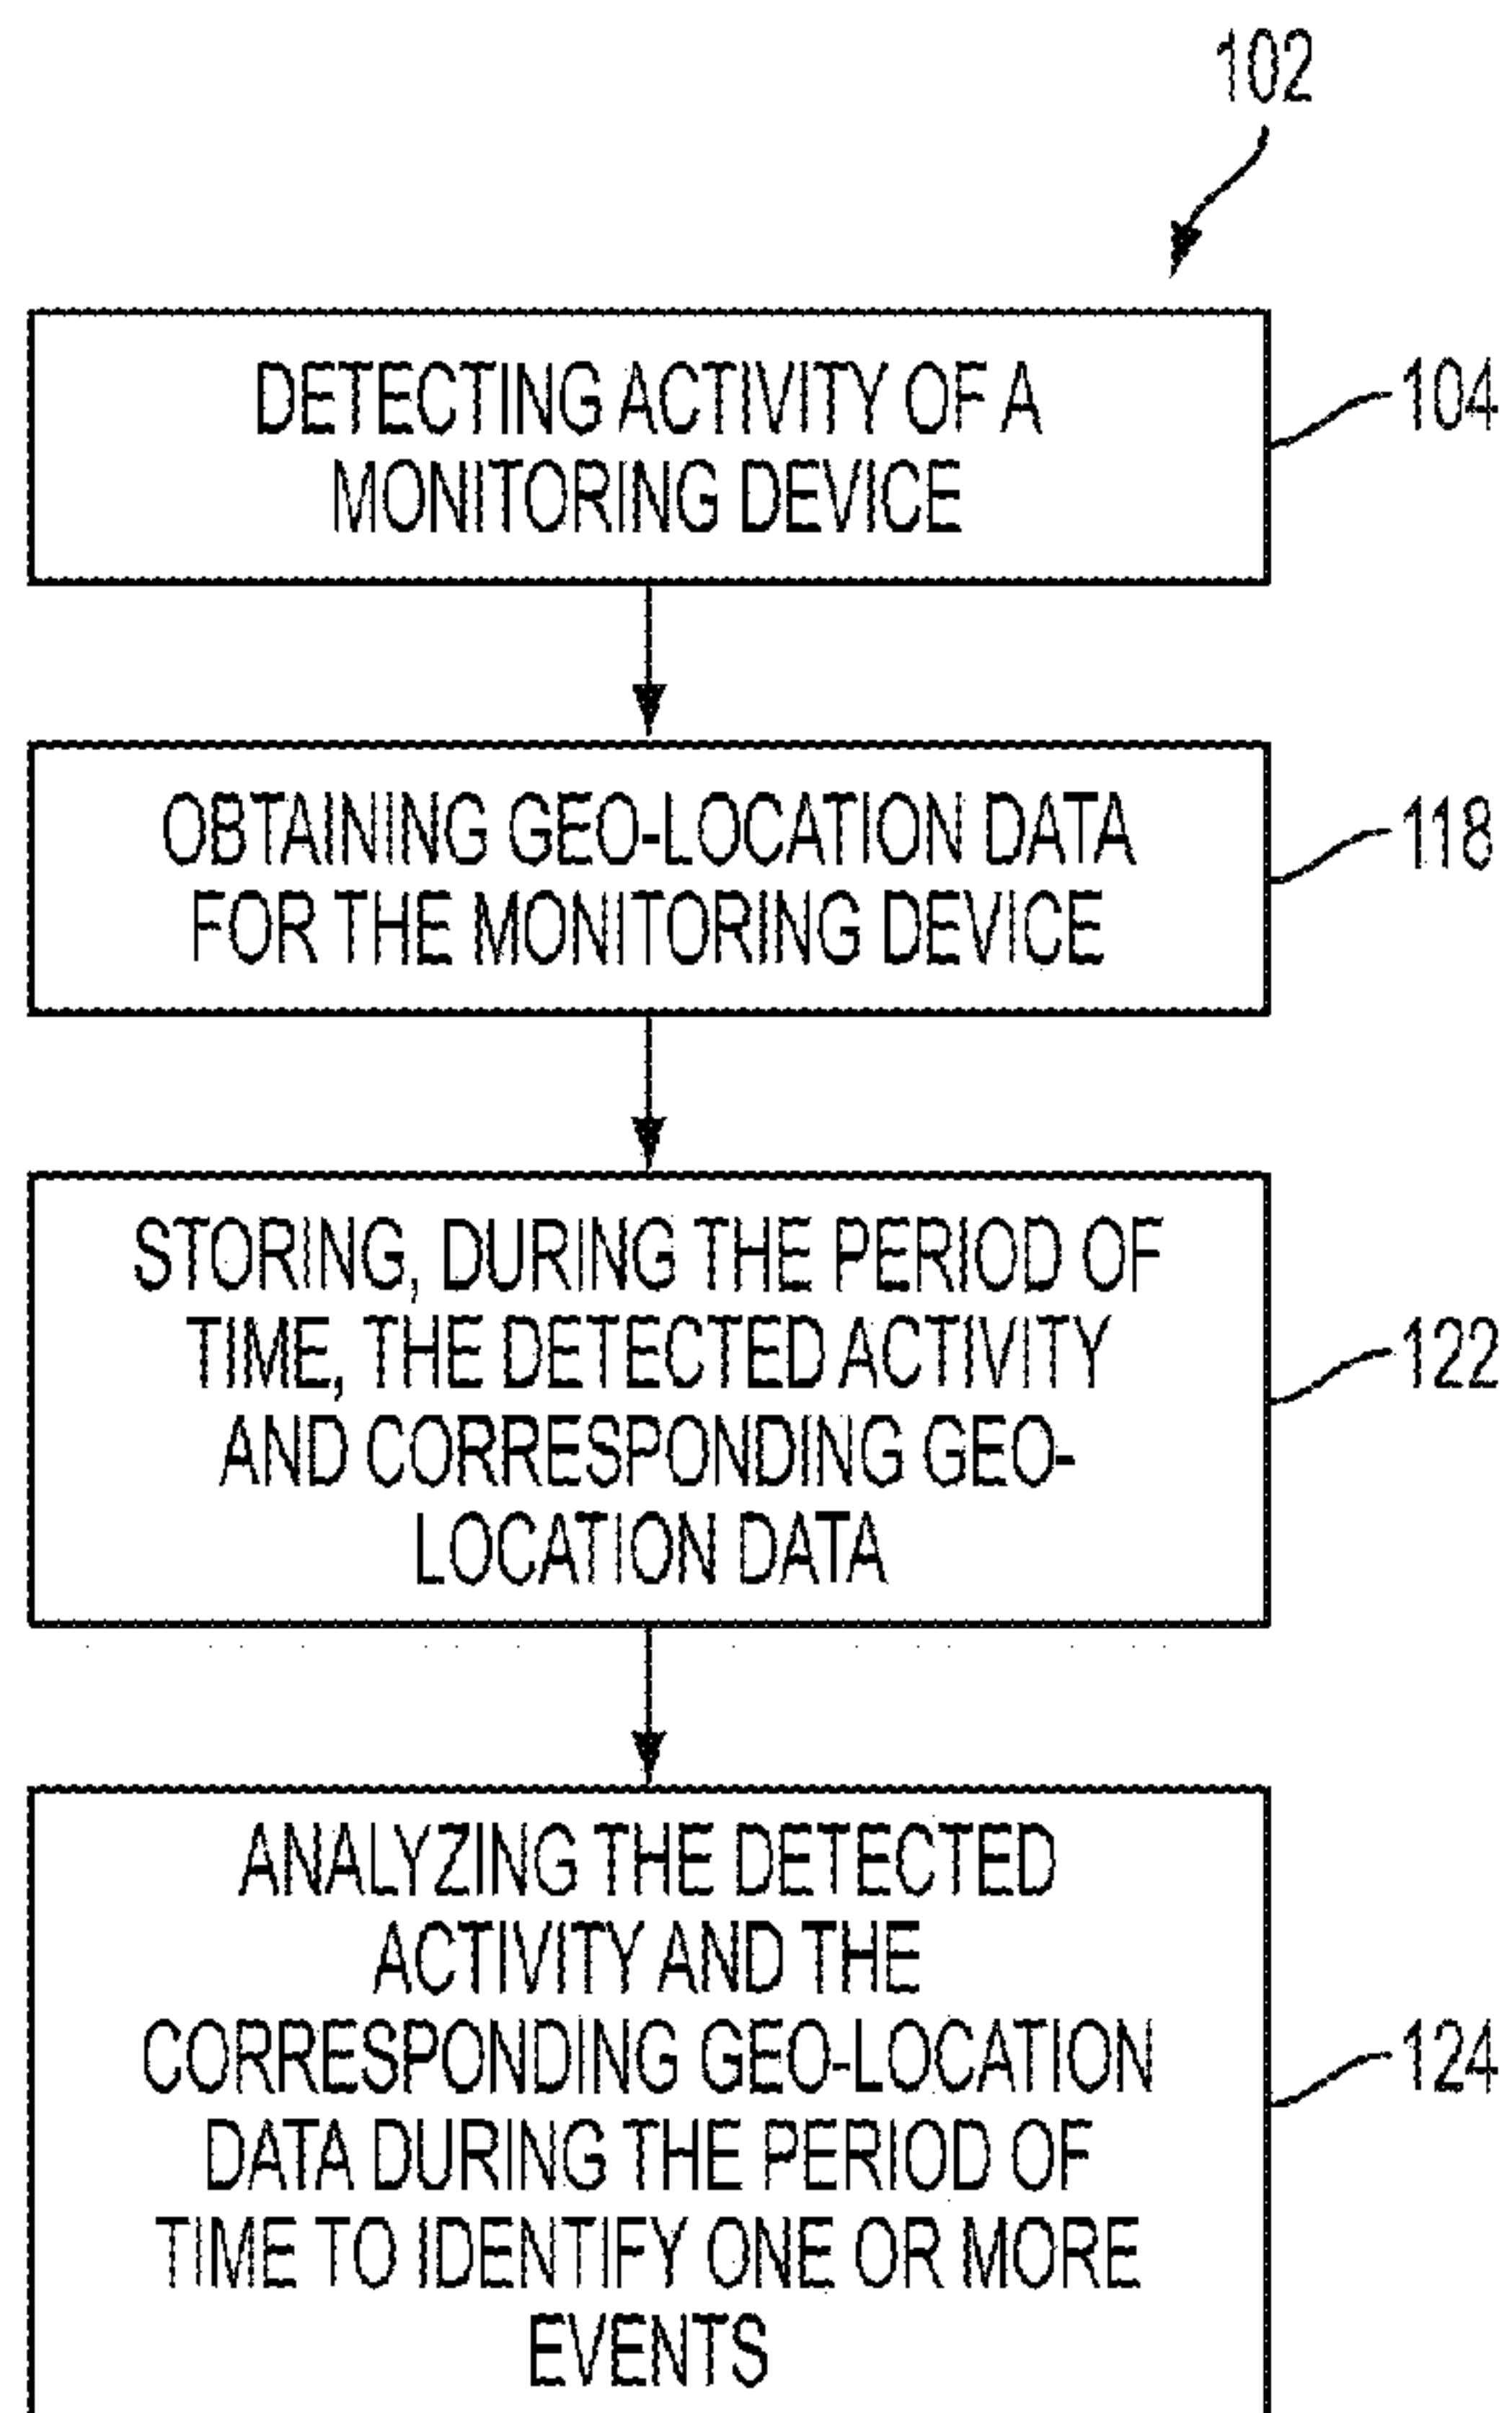 102
DETECTING ACTIVITY OF A
MONITORING DEVICE
104
OBTAINING GEO-LOCATION DATA
FOR THE MONITORING DEVICE
118
STORING, DURING THE PERIOD OF
TIME, THE DETECTED ACTIVITY
AND CORRESPONDING GEO-
LOCATION DATA
122
ANALYZING THE DETECTED
ACTIVITY AND THE
CORRESPONDING GEO-LOCATION
DATA DURING THE PERIOD OF
TIME TO IDENTIFY ONE OR MORE
EVENTS
124